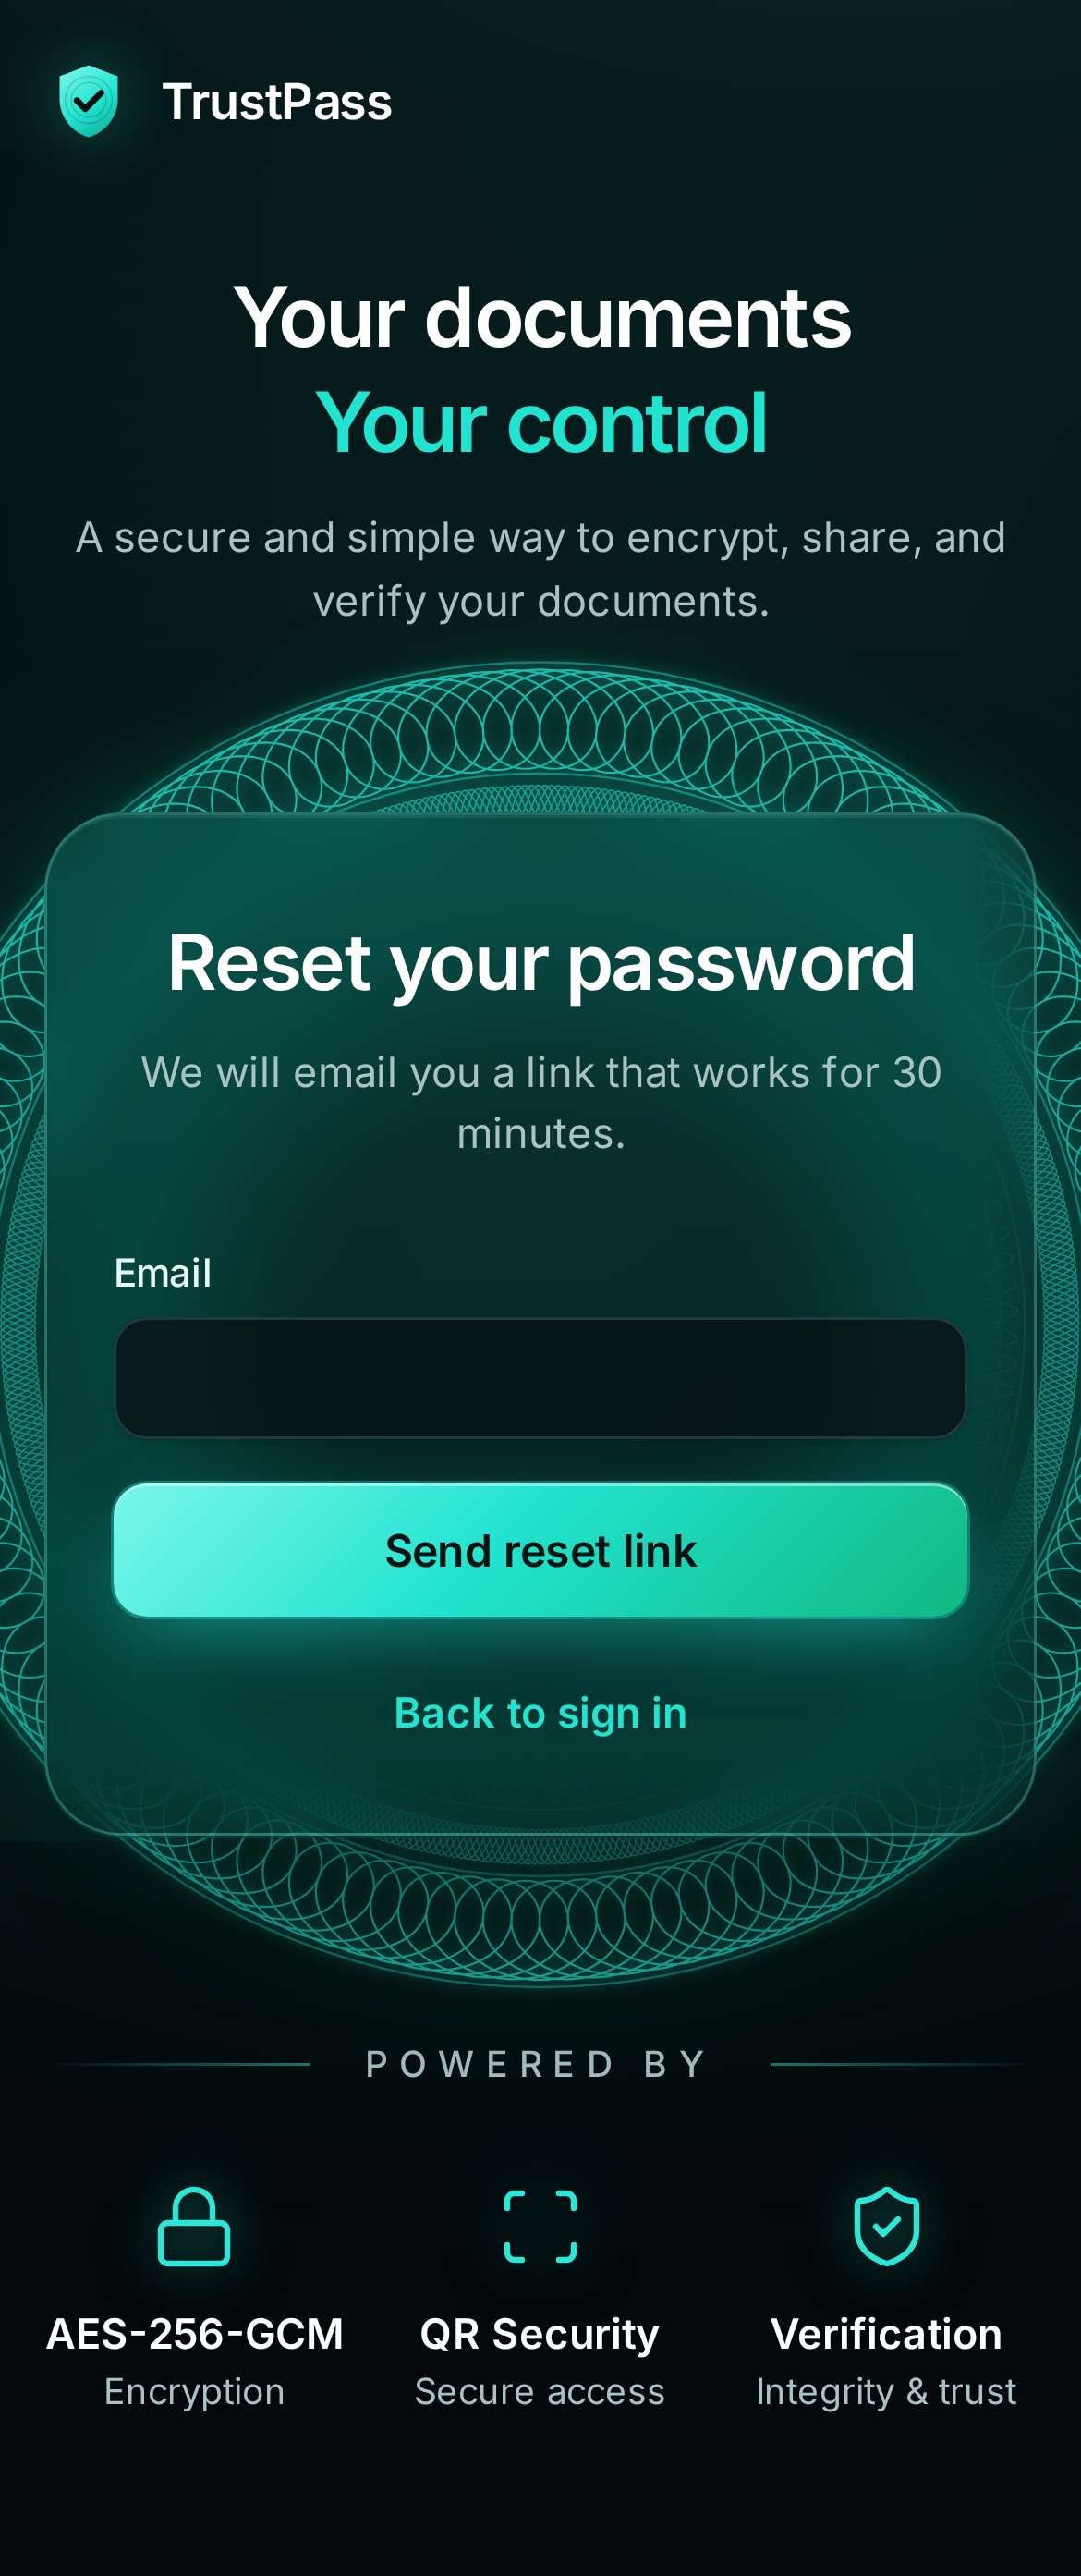 TrustPass
Your documents
Your control
A secure and simple way to encrypt, share, and
verify your documents.
Reset your password
We will email you a link that works for 30
minutes.
Email
Send reset link
Back to sign in
POWERED BY
AES-256-GCM
Encryption
QR Security
Secure access
Verification
Integrity & trust